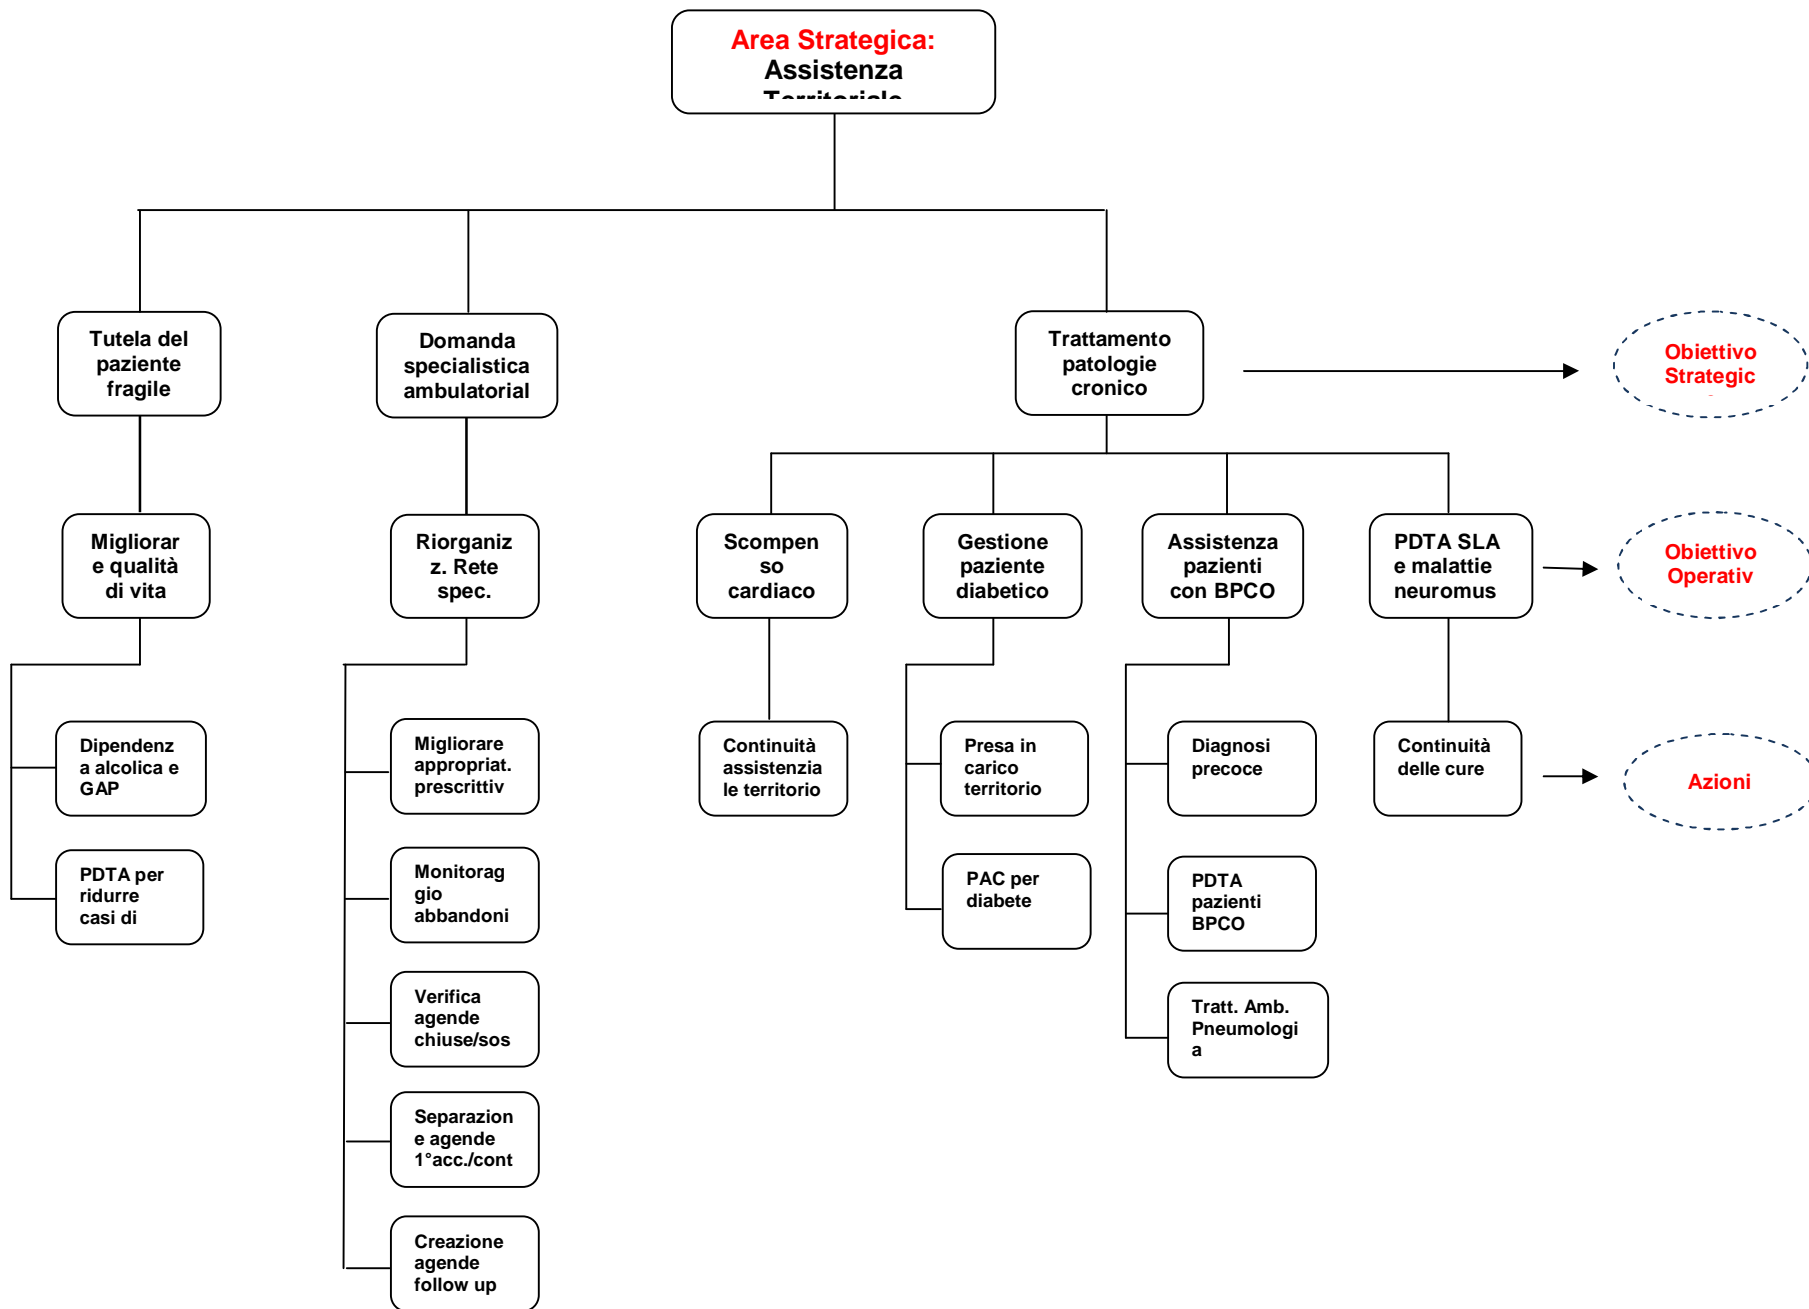 Area Strategica:
Assistenza
Territoriale
Tutela del
paziente
fragile
Domanda
specialistica
ambulatorial
Trattamento
patologie
cronico
Obiettivo
Strategic
Migliorar
e qualità
di vita
Riorganiz
z. Rete
spec.
Scompen
so
cardiaco
Gestione
paziente
diabetico
Assistenza
pazienti
con BPCO
PDTA SLA
e malattie
neuromus
Obiettivo
Operativ
Dipendenz
a alcolica e
GAP
Migliorare
appropriat.
prescrittiv
Continuità
assistenzia
le territorio
Presa in
carico
territorio
Diagnosi
precoce
Continuità
delle cure
Azioni
PDTA per
ridurre
casi di
Monitorag
gio
abbandoni
PAC per
diabete
PDTA
pazienti
BPCO
Verifica
agende
chiuse/sos
Tratt. Amb.
Pneumologi
a
Separazion
e agende
1°acc./cont
Creazione
agende
follow up